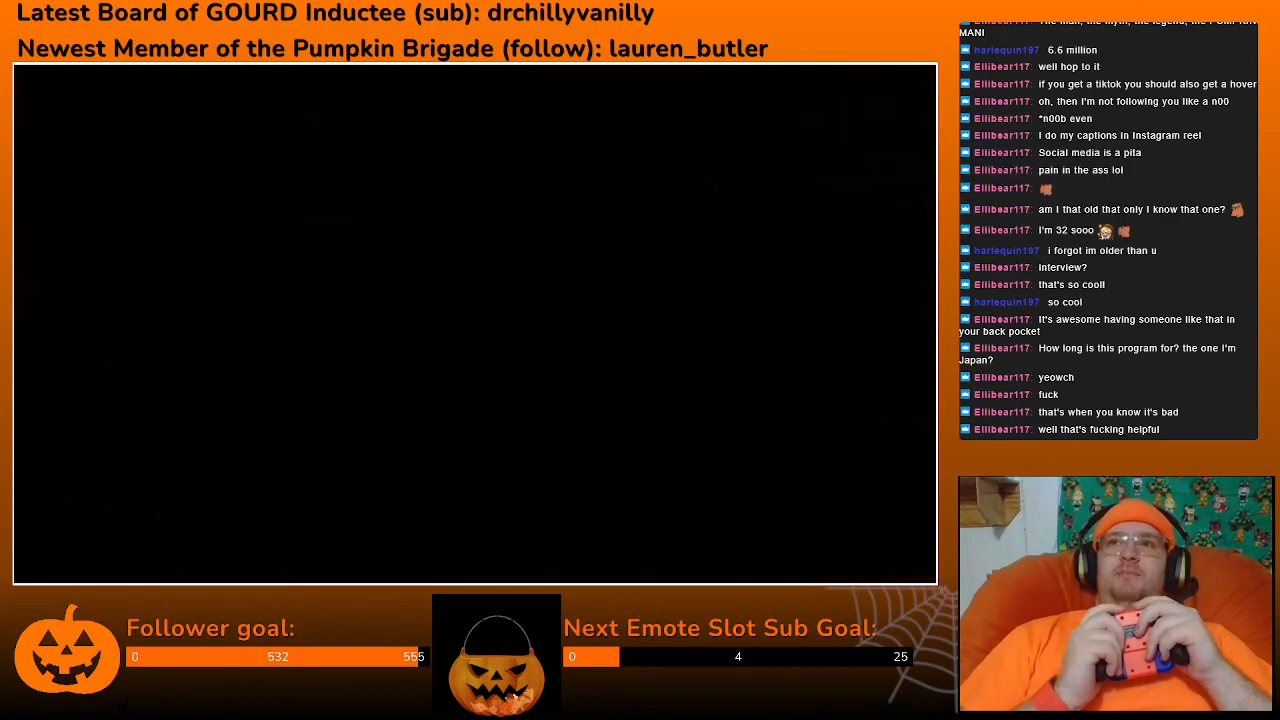 Latest Board of GOURD Inductee (sub): drchillyvanilly
Newest Member of the Pumpkin Brigade (follow): lauren_butler
MANI
harlequin197 6.6 million
Ellibear117: well hop to it
Ellibear117: if you get a tiktok you should also get a hover
Ellibear117: oh, then I'm not following you like a n00
Ellibear117: *n00b even
Ellibear117: I do my captions in Instagram reel
Ellibear117: Social media is a pita
Ellibear117: pain in the ass lol
Ellibear117:
Ellibear117: am I that old that only I know that one?
Ellibear117: I'm 32 sooo
harlequin197 i forgot im older than u
Ellibear117: Interview?
Ellibear117: that's so cooll
harlequin197 so cool
Ellibear117: It's awesome having someone like that in
your back pocket
Ellibear117: How long is this program for? the one I'm
Japan?
Ellibear117: yeowch
Ellibear117: fuck
Ellibear117: that's when you know it's bad
Ellibear117: well that's fucking helpful
Follower goal:
0 532 555
Next Emote Slot Sub Goal:
0 4 25